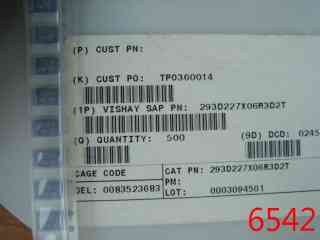 (P) CUST PN:
(K) CUST PO: TP0360014
(1P) VISHAY SAP PN: 293D227X06R3D2T
(Q) QUANTITY: 500 (9D) DCD: 0245
CAGE CODE CAT PN: 293D227X06R3D2T
PM:
DEL: 0083523683 LOT: 0003094501
6542